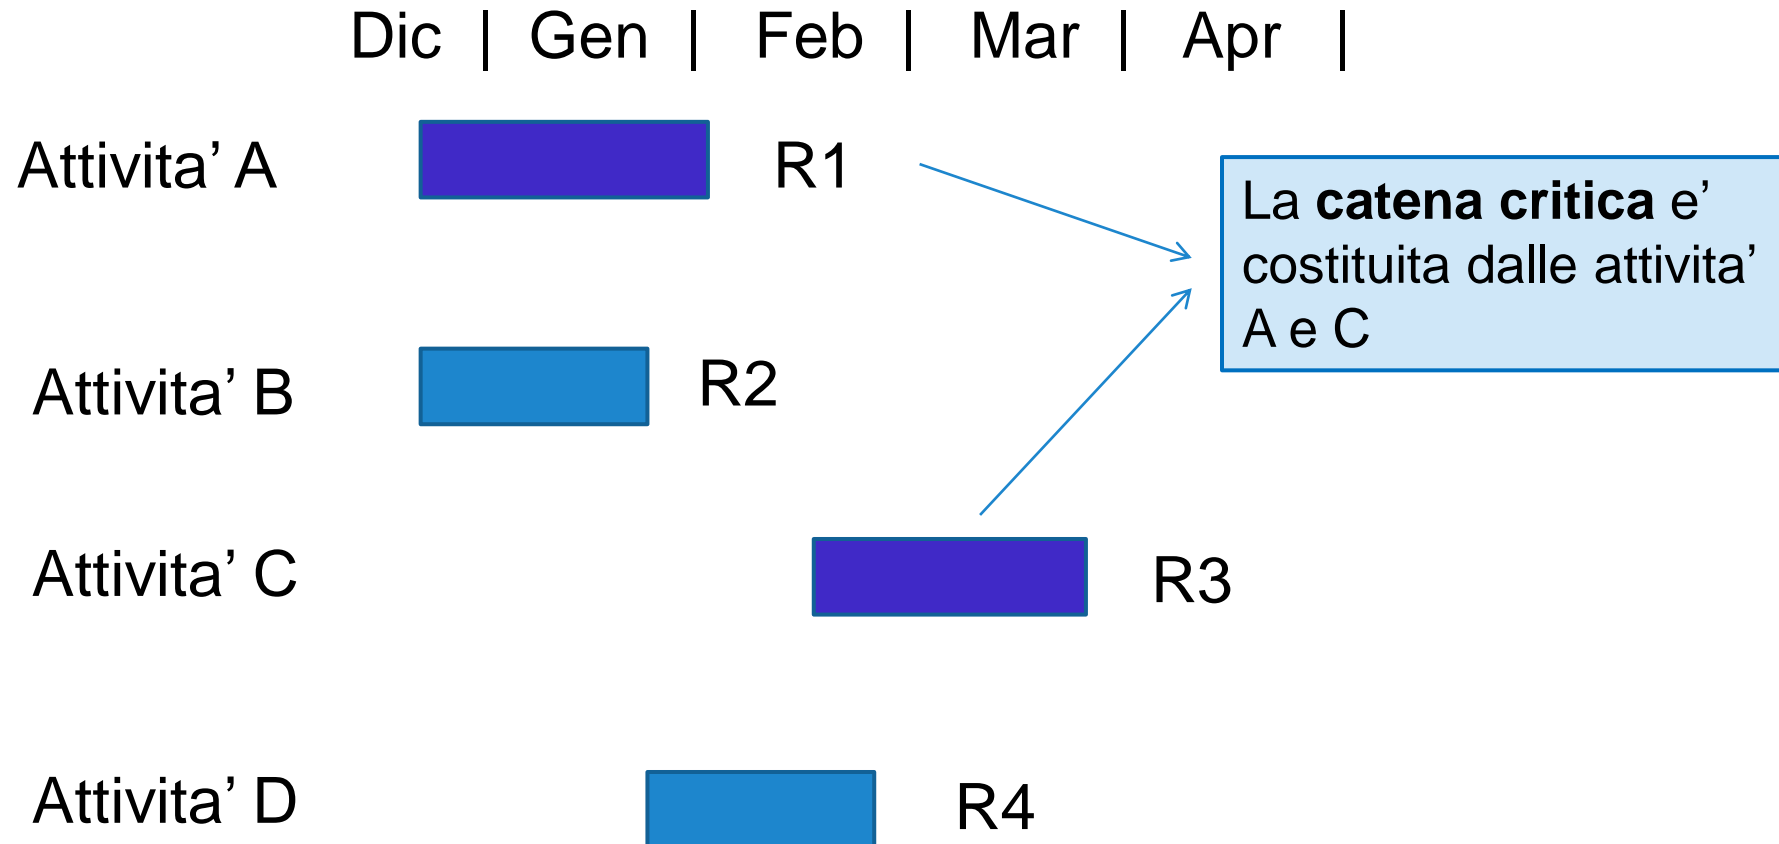 Dic | Gen | Feb | Mar | Apr |
Attivita’ A
R1
La catena critica e’
costituita dalle attivita’
A e C
Attivita’ B
R2
Attivita’ C
R3
Attivita’ D
R4